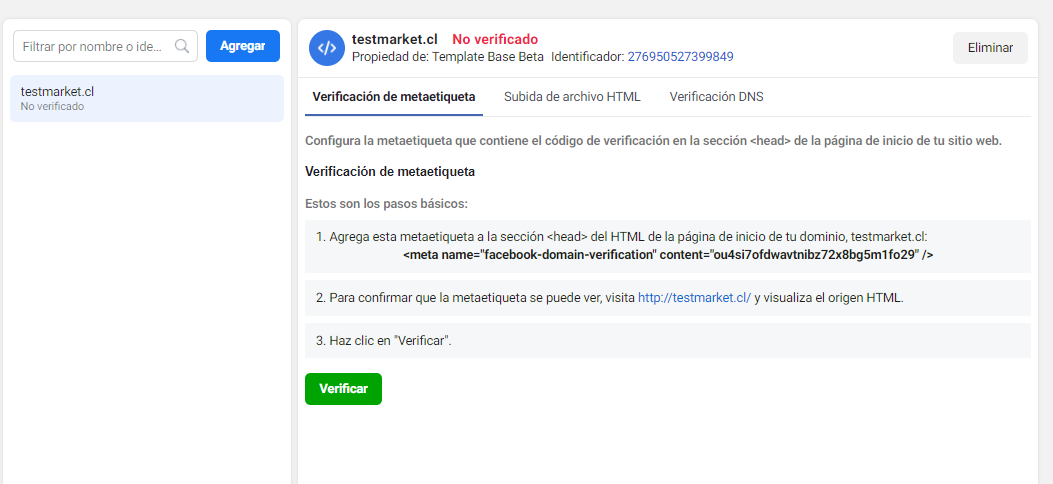 Filtrar por nombre o ide...
Agregar
testmarket.cl
No verificado
testmarket.cl No verificado
Propiedad de: Template Base Beta Identificador: 276950527399849
Eliminar
Verificación de metaetiqueta Subida de archivo HTML Verificación DNS
Configura la metaetiqueta que contiene el código de verificación en la sección <head> de la página de inicio de tu sitio web.
Verificación de metaetiqueta
Estos son los pasos básicos:
1. Agrega esta metaetiqueta a la sección <head> del HTML de la página de inicio de tu dominio, testmarket.cl:
<meta name="facebook-domain-verification" content="ou4si7ofdwavtnibz72x8bg5m1fo29" />
2. Para confirmar que la metaetiqueta se puede ver, visita http://testmarket.cl/ y visualiza el origen HTML.
3. Haz clic en "Verificar".
Verificar